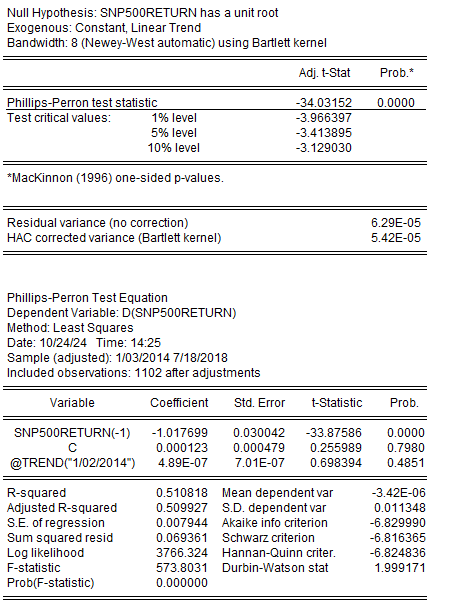 Null Hypothesis: SNP500RETURN has a unit root
Exogenous: Constant, Linear Trend
Bandwidth: 8 (Newey-West automatic) using Bartlett kernel
Adj. t-Stat Prob.*
Phillips-Perron test statistic -34.03152 0.0000
Test critical values: 1% level -3.966397
5% level -3.413895
10% level -3.129030
*MacKinnon (1996) one-sided p-values.
Residual variance (no correction) 6.29E-05
HAC corrected variance (Bartlett kernel) 5.42E-05
Phillips-Perron Test Equation
Dependent Variable: D(SNP500RETURN)
Method: Least Squares
Date: 10/24/24 Time: 14:25
Sample (adjusted): 1/03/2014 7/18/2018
Included observations: 1102 after adjustments
Variable Coefficient Std. Error t-Statistic Prob.
SNP500RETURN(-1) -1.017699 0.030042 -33.87586 0.0000
C 0.000123 0.000479 0.255989 0.7980
@TREND("1/02/2014") 4.89E-07 7.01E-07 0.698394 0.4851
R-squared 0.510818 Mean dependent var -3.42E-06
Adjusted R-squared 0.509927 S.D. dependent var 0.011348
S.E. of regression 0.007944 Akaike info criterion -6.829990
Sum squared resid 0.069361 Schwarz criterion -6.816365
Log likelihood 3766.324 Hannan-Quinn criter. -6.824836
F-statistic 573.8031 Durbin-Watson stat 1.999171
Prob(F-statistic) 0.000000